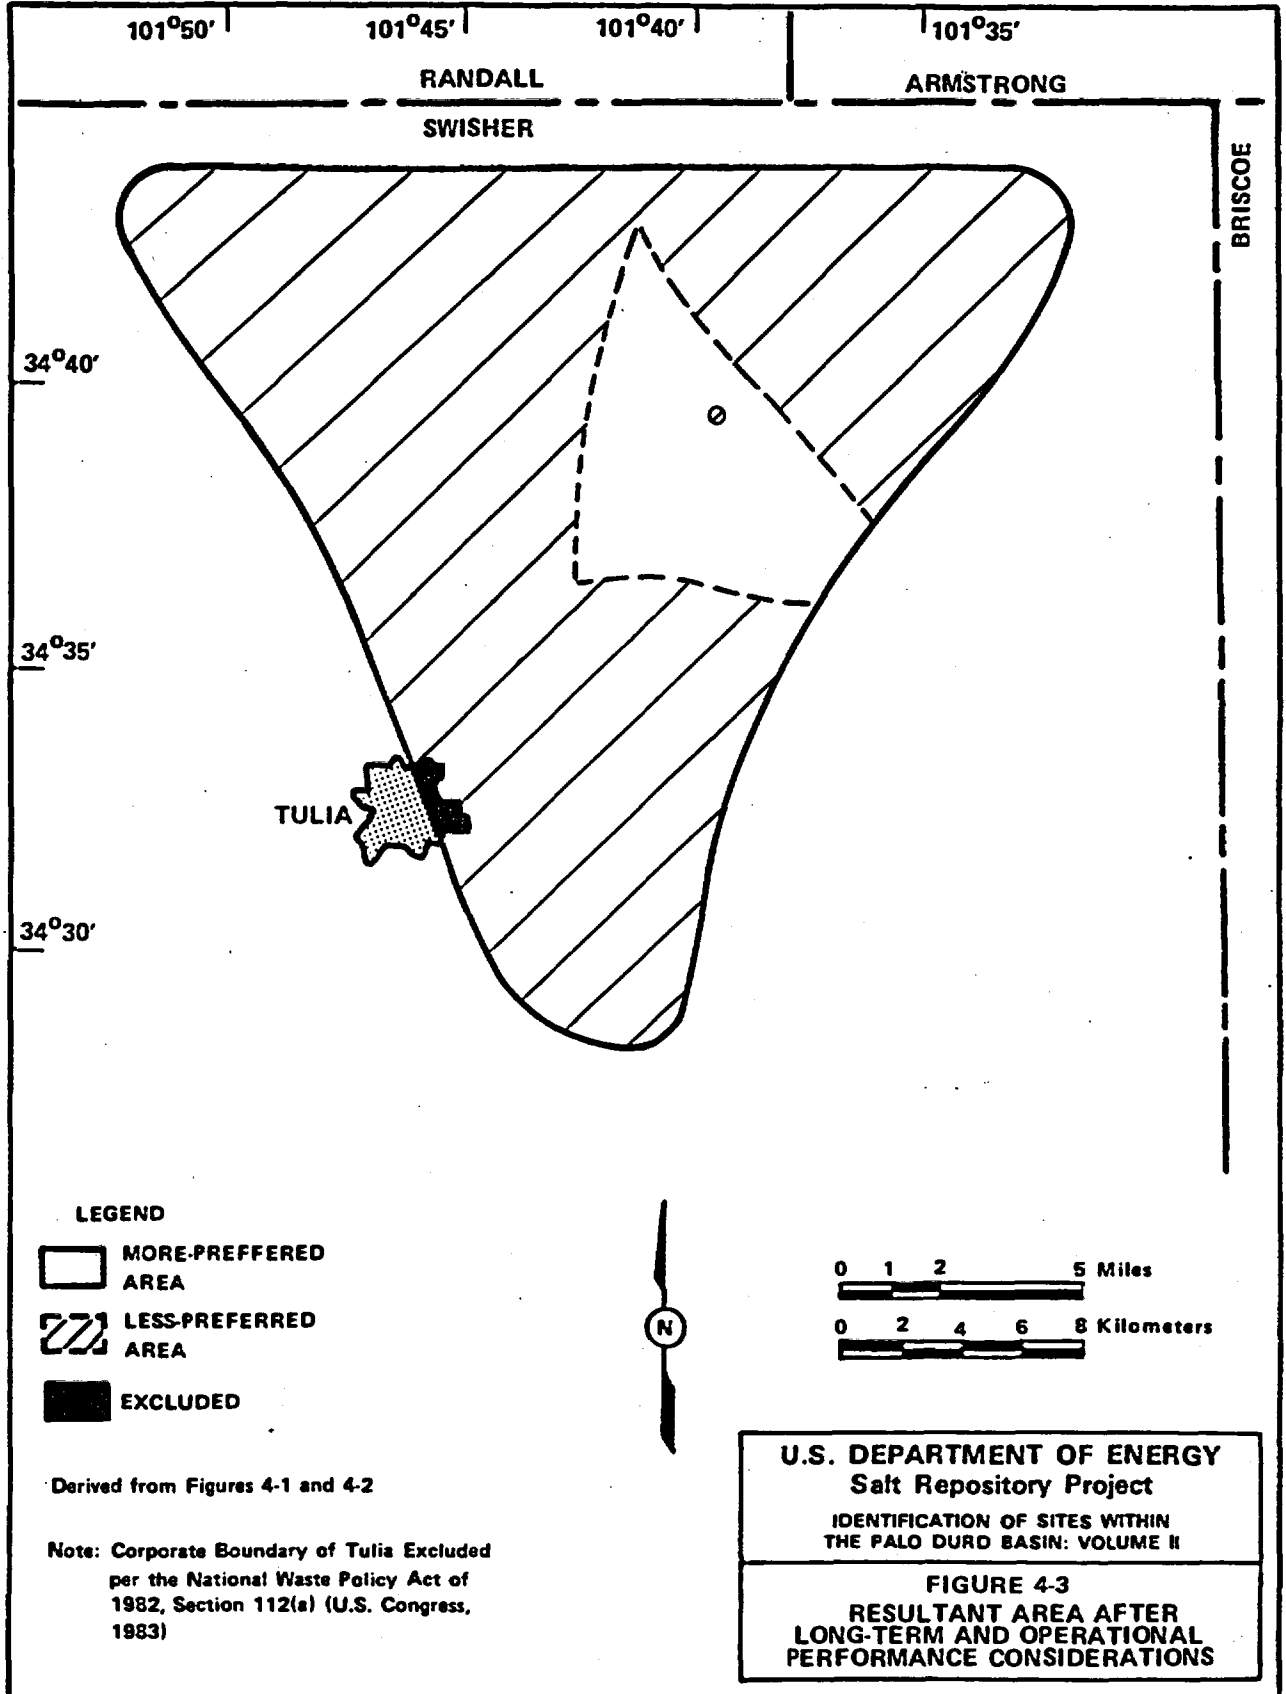 101°50′ 101°45′ 101°40′ 101°35′
RANDALL ARMSTRONG
SWISHER
BRISCOE
34°40′
34°35′
TULIA
34°30′
LEGEND
MORE-PREFFERED
AREA
LESS-PREFERRED
AREA
EXCLUDED
N
0 1 2 5 Miles
0 2 4 6 8 Kilometers
Derived from Figures 4-1 and 4-2
Note: Corporate Boundary of Tulia Excluded
per the National Waste Policy Act of
1982, Section 112(a) (U.S. Congress,
1983)
U.S. DEPARTMENT OF ENERGY
Salt Repository Project
IDENTIFICATION OF SITES WITHIN
THE PALO DURO BASIN: VOLUME II
FIGURE 4-3
RESULTANT AREA AFTER
LONG-TERM AND OPERATIONAL
PERFORMANCE CONSIDERATIONS